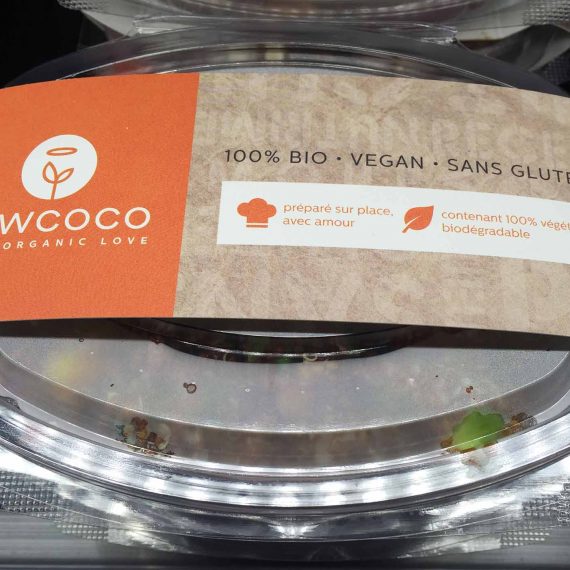 WCOCO
ORGANIC LOVE
100% BIO • VEGAN • SANS GLUTE
préparé sur place,
avec amour
contenant 100% végét
biodégradable